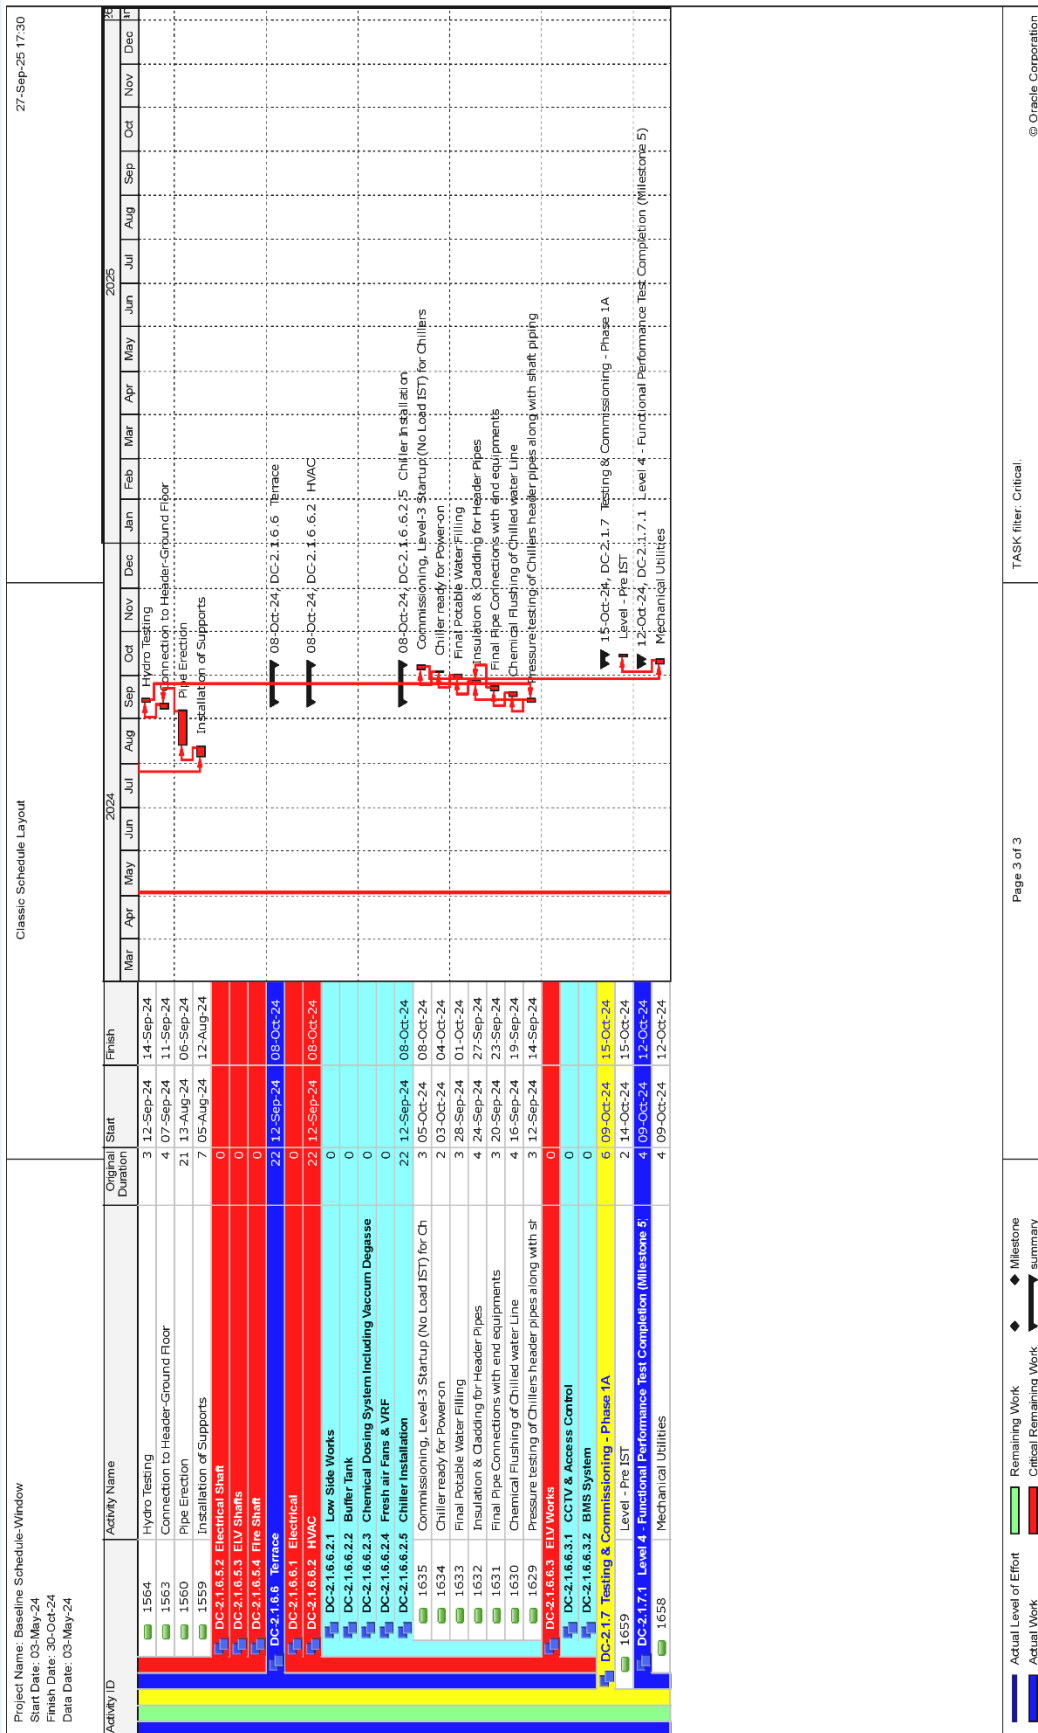 Project Name: Baseline Schedule-Window
Start Date: 03-May-24
Finish Date: 30-Oct-24
Data Date: 03-May-24
Classic Schedule Layout
27-Sep-25 17:30
Activity ID Activity Name Original Duration Start Finish
2024 2025 26
Mar Apr May Jun Jul Aug Sep Oct Nov Dec Jan Feb Mar Apr May Jun Jul Aug Sep Oct Nov Dec
1564 Hydro Testing 3 12-Sep-24 14-Sep-24 Hydro Testing
1563 Connection to Header-Ground Floor 4 07-Sep-24 11-Sep-24 Connection to Header-Ground Floor
1560 Pipe Erection 21 13-Aug-24 06-Sep-24 Pipe Erection
1559 Installation of Supports 7 05-Aug-24 12-Aug-24 Installation of Supports
DC-2.1.6.5.2 Electrical Shaft 0
DC-2.1.6.5.3 ELV Shafts 0
DC-2.1.6.5.4 Fire Shaft 0
DC-2.1.6.6 Terrace 22 12-Sep-24 08-Oct-24 08-Oct-24, DC-2.1.6.6 Terrace
DC-2.1.6.6.1 Electrical 0
DC-2.1.6.6.2 HVAC 22 12-Sep-24 08-Oct-24 08-Oct-24, DC-2.1.6.6.2 HVAC
DC-2.1.6.6.2.1 Low Side Works 0
DC-2.1.6.6.2.2 Buffer Tank 0
DC-2.1.6.6.2.3 Chemical Dosing System Including Vaccum Degasse 0
DC-2.1.6.6.2.4 Fresh air Fans & VRF 0
DC-2.1.6.6.2.5 Chiller Installation 22 12-Sep-24 08-Oct-24 08-Oct-24, DC-2.1.6.6.2.5 Chiller Installation
1635 Commissioning, Level-3 Startup (No Load IST) for Ch 3 05-Oct-24 08-Oct-24 Commissioning, Level-3 Startup (No Load IST) for Chillers
1634 Chiller ready for Power-on 2 03-Oct-24 04-Oct-24 Chiller ready for Power-on
1633 Final Potable Water Filling 3 28-Sep-24 01-Oct-24 Final Potable Water Filling
1632 Insulation & Cladding for Header Pipes 4 24-Sep-24 27-Sep-24 Insulation & Cladding for Header Pipes
1631 Final Pipe Connections with end equipments 3 20-Sep-24 23-Sep-24 Final Pipe Connections with end equipments
1630 Chemical Flushing of Chilled water Line 4 16-Sep-24 19-Sep-24 Chemical Flushing of Chilled water Line
1629 Pressure testing of Chillers header pipes along with sh 3 12-Sep-24 14-Sep-24 Pressure testing of Chillers header pipes along with shaft piping
DC-2.1.6.6.3 ELV Works 0
DC-2.1.6.6.3.1 CCTV & Access Control 0
DC-2.1.6.6.3.2 BMS System 0
DC-2.1.7 Testing & Commissioning - Phase 1A 6 09-Oct-24 15-Oct-24 15-Oct-24, DC-2.1.7 Testing & Commissioning - Phase 1A
1659 Level - Pre IST 2 14-Oct-24 15-Oct-24 Level - Pre IST
DC-2.1.7.1 Level 4 - Functional Performance Test Completion (Milestone 5) 4 09-Oct-24 12-Oct-24 12-Oct-24, DC-2.1.7.1 Level 4 - Functional Performance Test Completion (Milestone 5)
1658 Mechanical Utilities 4 09-Oct-24 12-Oct-24 Mechanical Utilities
Actual Level of Effort Remaining Work Milestone
Actual Work Critical Remaining Work summary
Page 3 of 3
TASK filter: Critical.
© Oracle Corporation